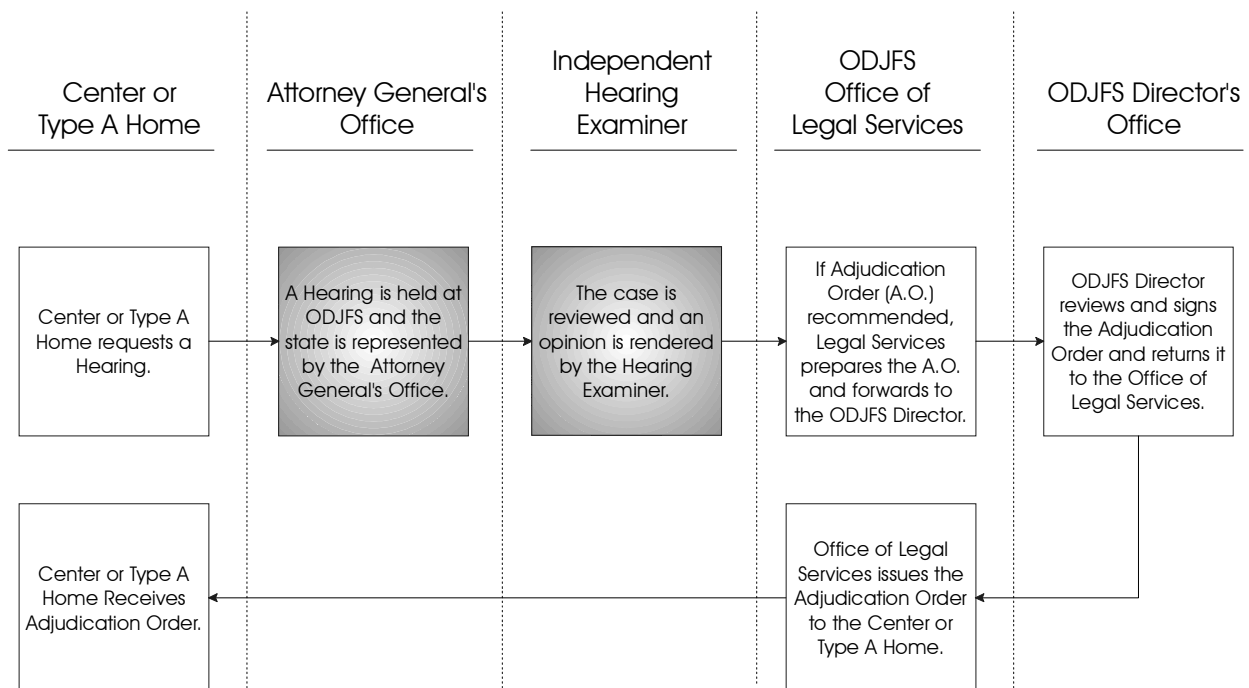 Center or
Type A Home
Attorney General's
Office
Independent
Hearing
Examiner
ODJFS
Office of
Legal Services
ODJFS Director's
Office
Center or Type A
Home requests a
Hearing.
A Hearing is held at
ODJFS and the
state is represented
by the Attorney
General's Office.
The case is
reviewed and an
opinion is rendered
by the Hearing
Examiner.
If Adjudication
Order (A.O.)
recommended,
Legal Services
prepares the A.O.
and forwards to
the ODJFS Director.
ODJFS Director
reviews and signs
the Adjudication
Order and returns it
to the Office of
Legal Services.
Center or Type A
Home Receives
Adjudication Order.
Office of Legal
Services issues the
Adjudication Order
to the Center or
Type A Home.